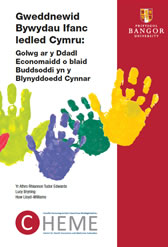 Gweddnewid
Bywydau Ifanc
ledled Cymru:
Golwg ar y Ddadl
Economaidd o blaid
Buddsoddi yn y
Blynyddoedd Cynnar
PRIFYSGOL
BANGOR
UNIVERSITY
Yr Athro Rhiannon Tudor Edwards
Lucy Bryning
Huw Lloyd-Williams
CHEME